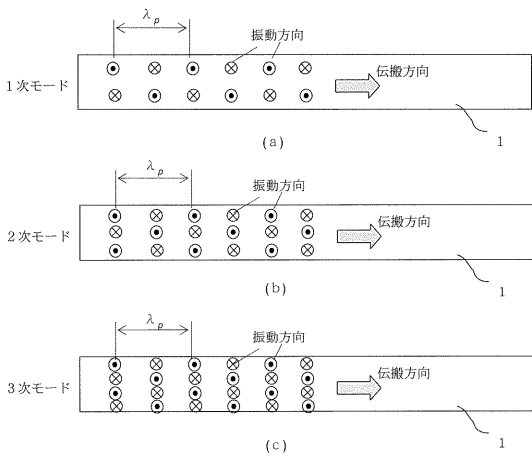 λp
振動方向
1次モード
伝搬方向
1
(a)
λp
振動方向
2次モード
伝搬方向
1
(b)
λp
振動方向
3次モード
伝搬方向
1
(c)